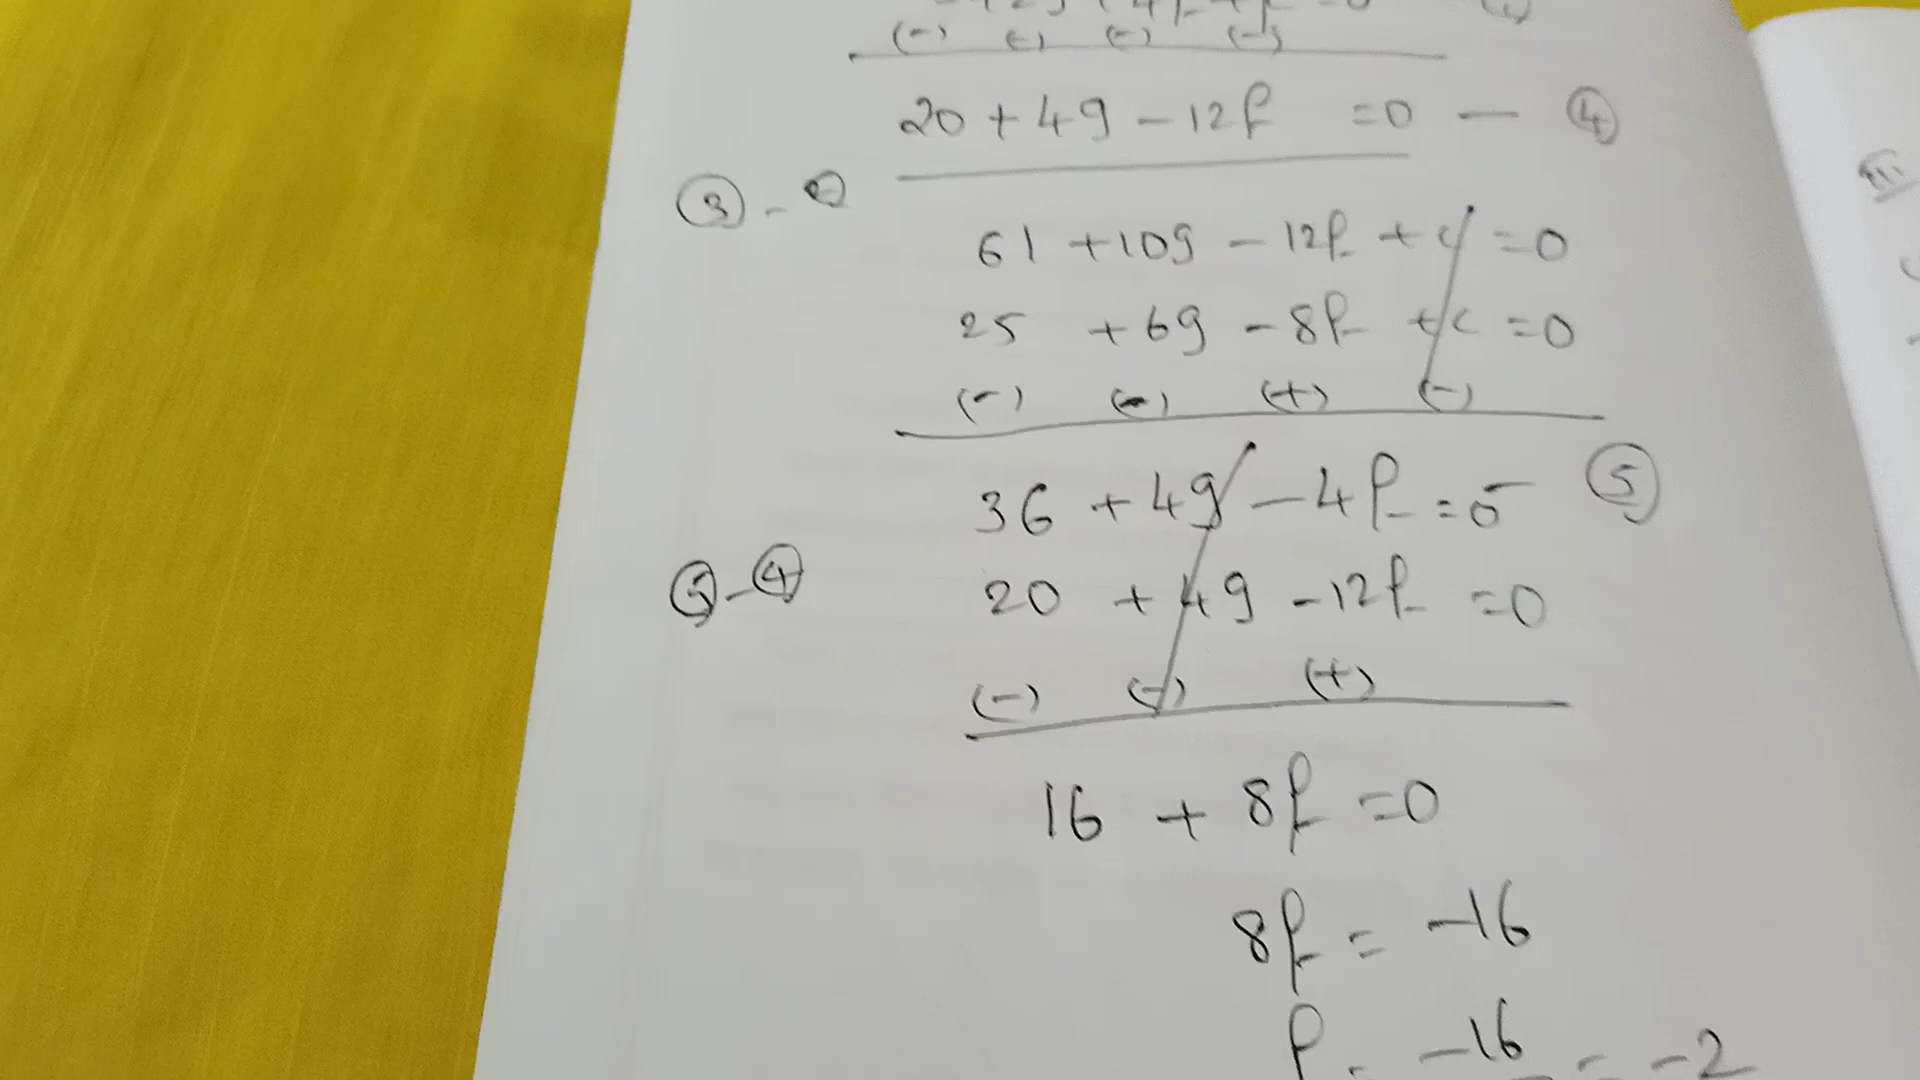 (-) (-) (-) (-)
20 + 4g - 12f = 0 — ④
③ - ②
61 + 10g - 12f + c = 0
25 + 6g - 8f + c = 0
(-) (-) (+) (-)
36 + 4g - 4f = 0 ⑤
⑤ - ④
20 + 4g - 12f = 0
(-) (-) (+)
16 + 8f = 0
8f = -16
f = -16 = -2